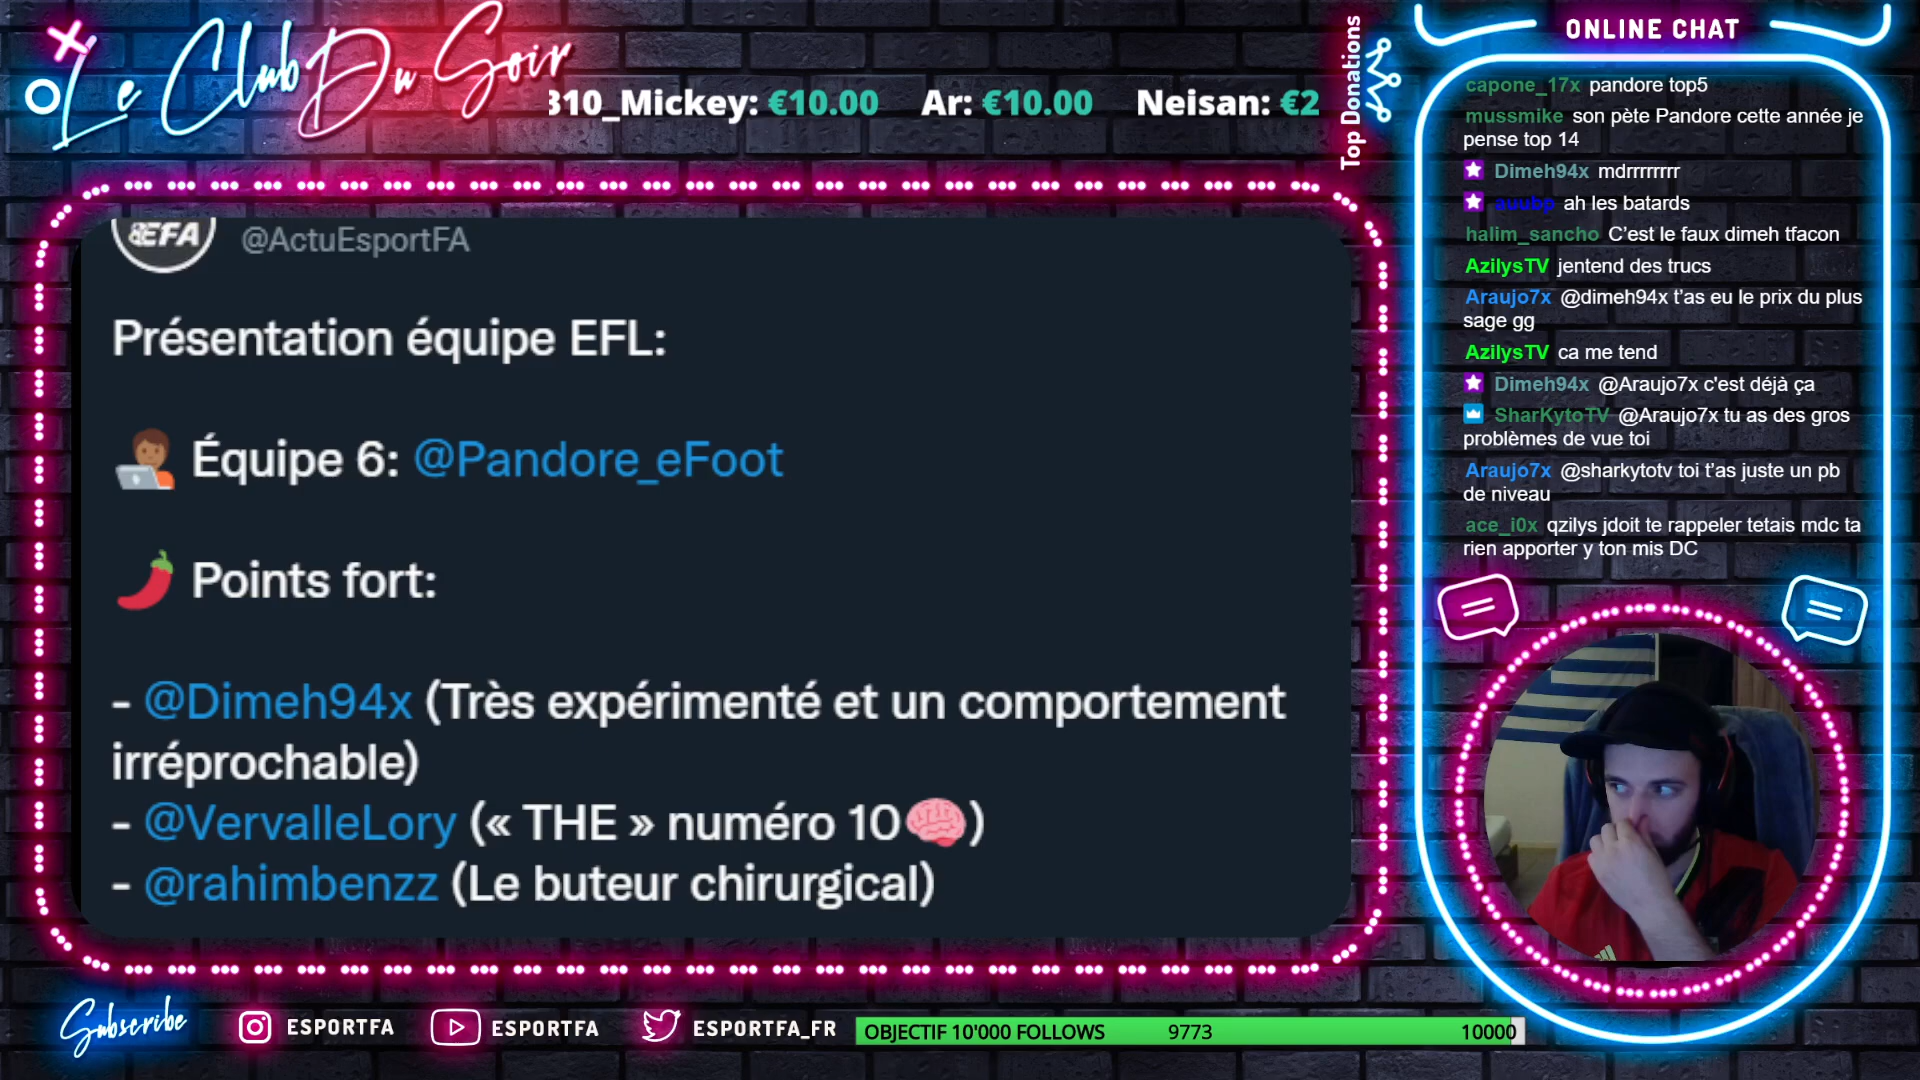 Le Club Du Soir
310_Mickey: €10.00 Ar: €10.00 Neisan: €2
Top Donations
ONLINE CHAT
EFA
@ActuEsportFA
Présentation équipe EFL:
Équipe 6: @Pandore_eFoot
Points fort:
- @Dimeh94x (Très expérimenté et un comportement
irréprochable)
- @VervalleLory (« THE » numéro 10🧠)
- @rahimbenzz (Le buteur chirurgical)
capone_17x pandore top5
mussmike son pète Pandore cette année je
pense top 14
Dimeh94x mdrrrrrrrr
auubp ah les batards
halim_sancho C'est le faux dimeh tfacon
AzilysTV jentend des trucs
Araujo7x @dimeh94x t'as eu le prix du plus
sage gg
AzilysTV ca me tend
Dimeh94x @Araujo7x c'est déjà ça
SharKytoTV @Araujo7x tu as des gros
problèmes de vue toi
Araujo7x @sharkytotv toi t'as juste un pb
de niveau
ace_i0x qzilys jdoit te rappeler tetais mdc ta
rien apporter y ton mis DC
Subscribe
ESPORTFA
ESPORTFA
ESPORTFA_FR
OBJECTIF 10'000 FOLLOWS 9773 10000